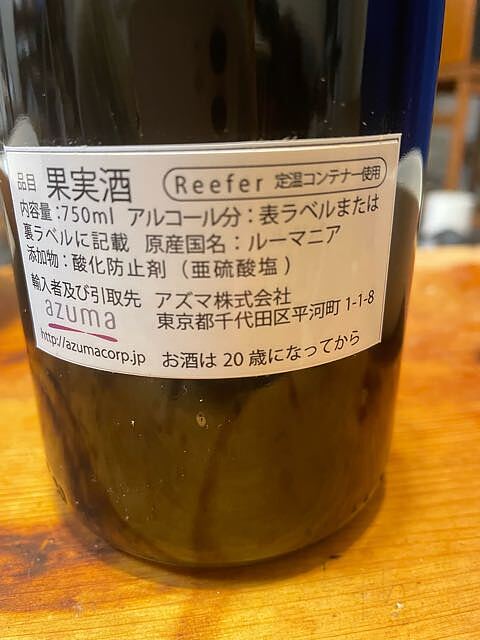 品目 果実酒 Reefer 定温コンテナー使用
内容量:750ml アルコール分:表ラベルまたは
裏ラベルに記載 原産国名:ルーマニア
添加物:酸化防止剤(亜硫酸塩)
輸入者及び引取先 アズマ株式会社
azuma 東京都千代田区平河町 1-1-8
http://azumacorp.jp お酒は20歳になってから